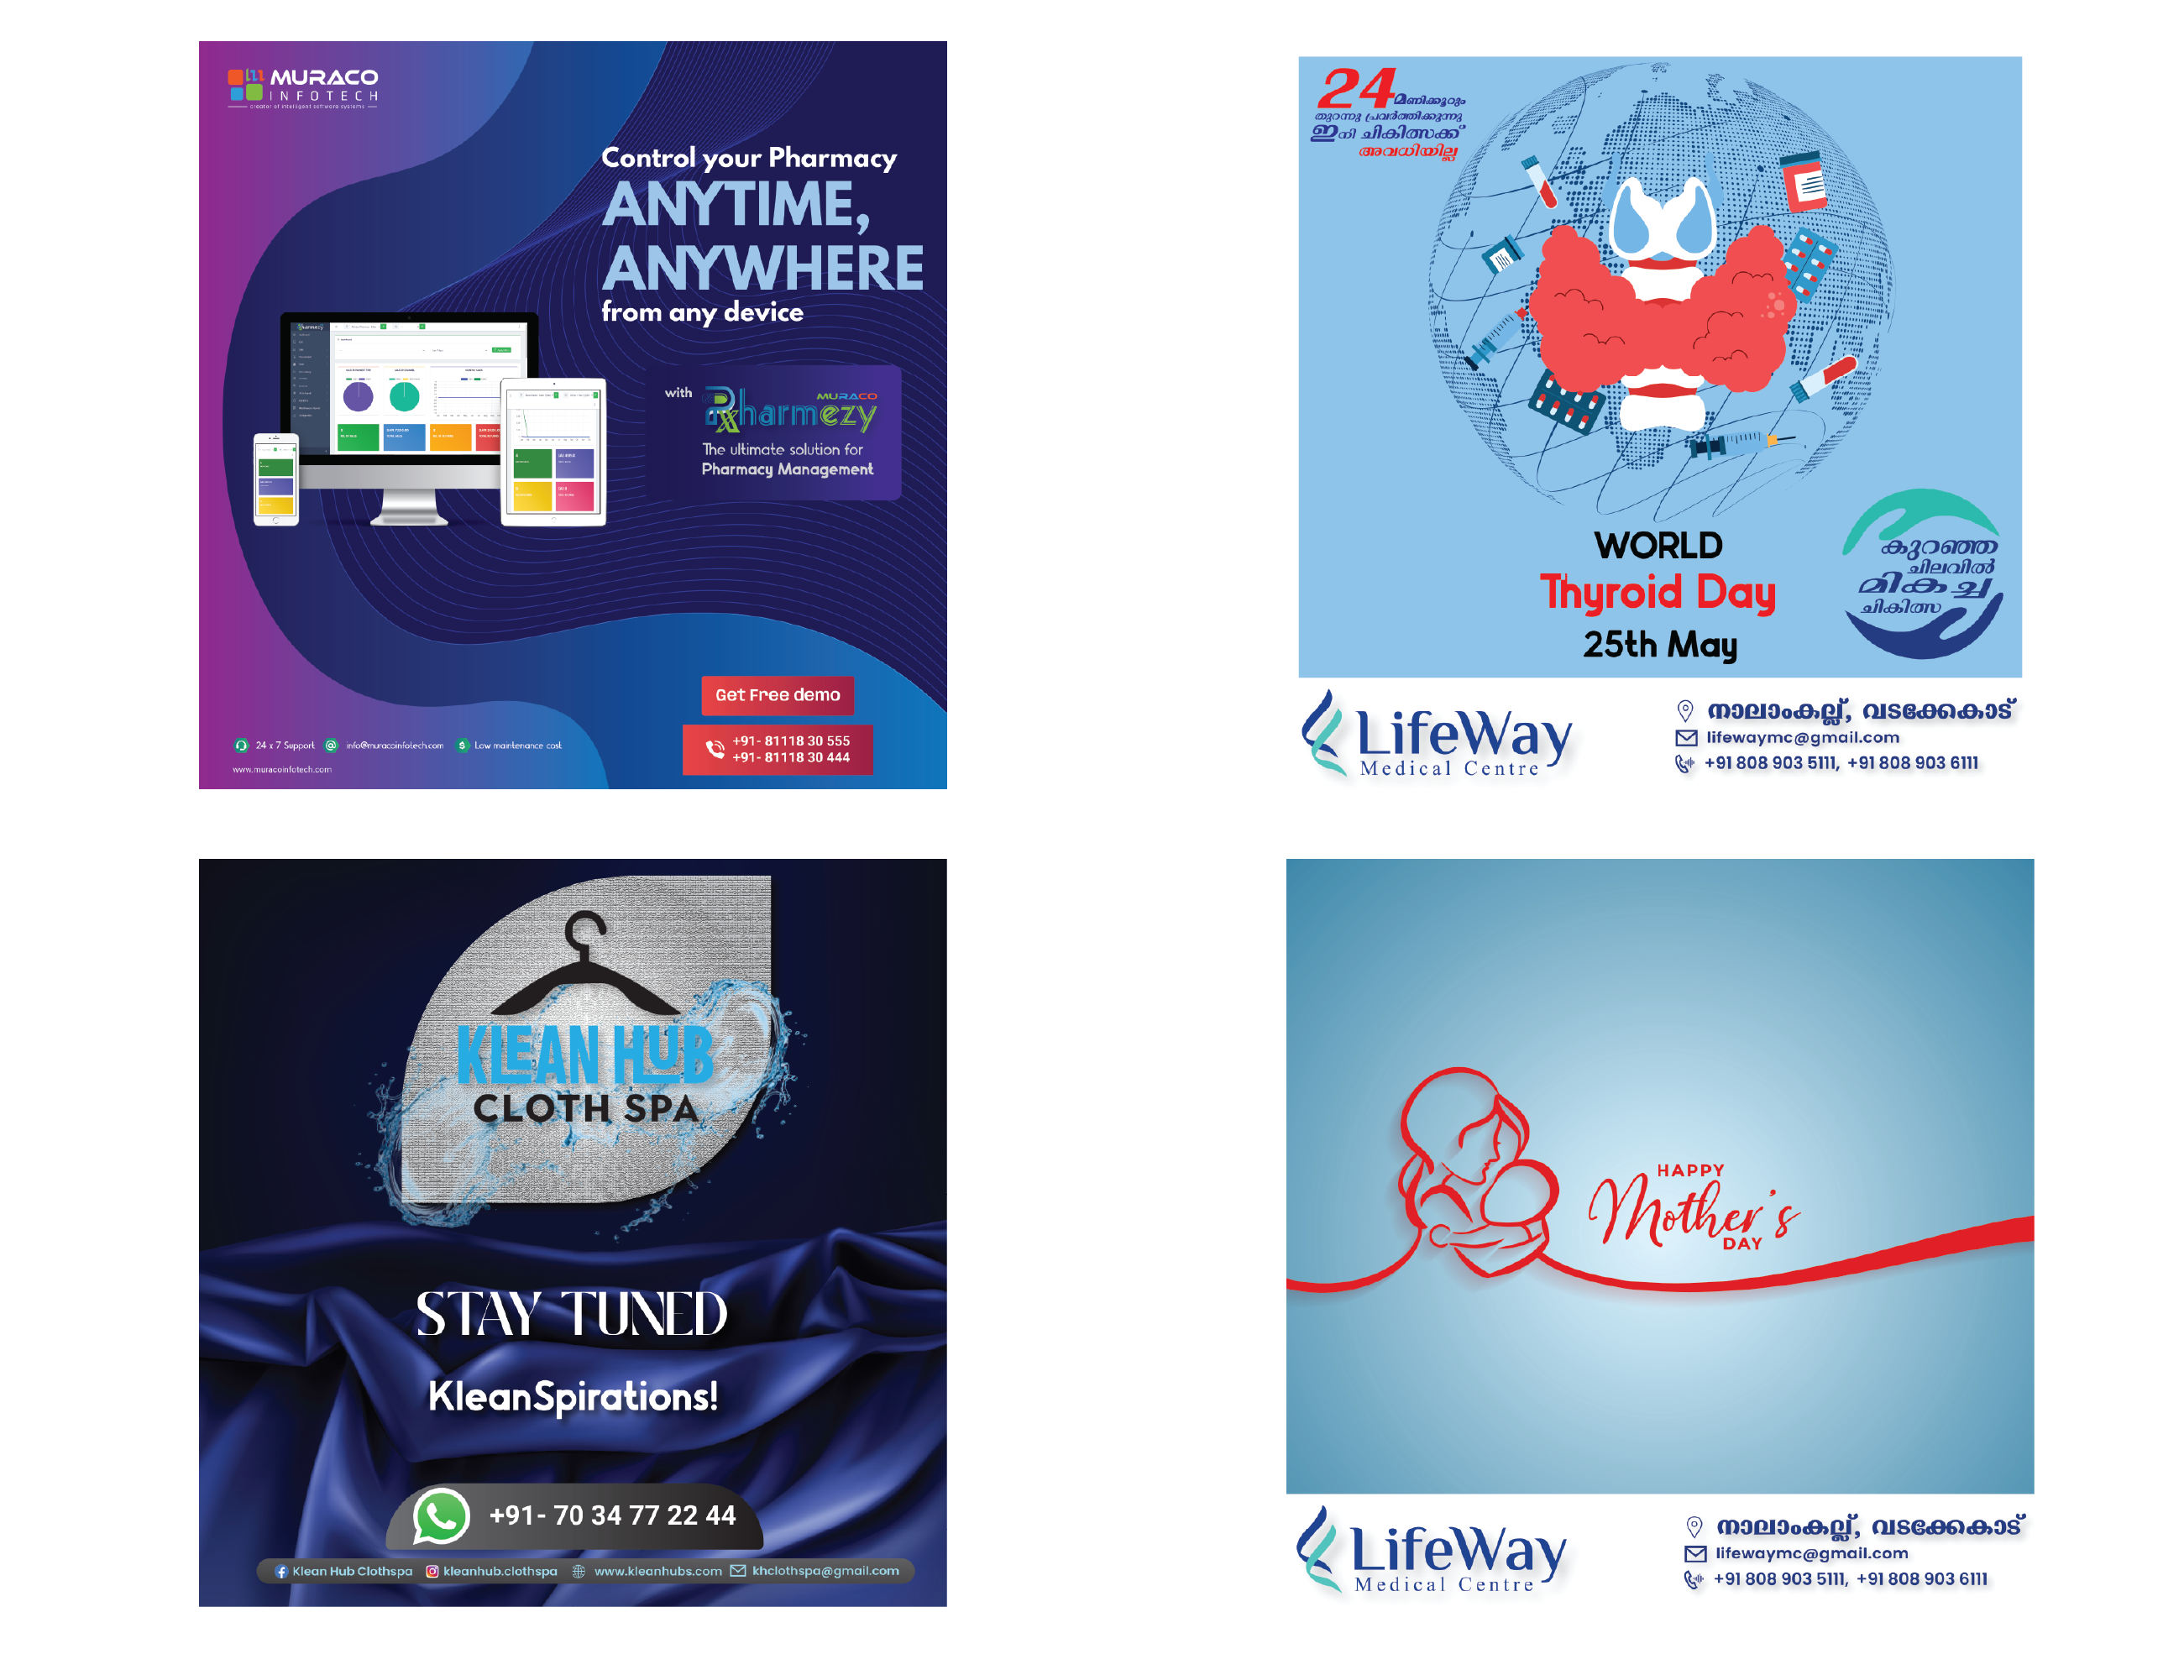 MURACO
INFOTECH
creator of intelligent software systems
Control your Pharmacy
ANYTIME,
ANYWHERE
from any device
with
MURACO
Pharmezy
The ultimate solution for
Pharmacy Management
Get Free demo
+91- 81118 30 555
+91- 81118 30 444
24 x 7 Support
info@muracoinfotech.com
Low maintenance cost
www.muracoinfotech.com
24 മണിക്കൂറും
തുറന്നു പ്രവർത്തിക്കുന്നു
ഇനി ചികിത്സക്ക്
അവധിയില്ല
WORLD
Thyroid Day
25th May
കുറഞ്ഞ
ചിലവിൽ
മികച്ച
ചികിത്സ
LifeWay
Medical Centre
നാലാംകല്ല്, വടക്കേകാട്
lifewaymc@gmail.com
+91 808 903 5111, +91 808 903 6111
KLEAN HUB
CLOTH SPA
STAY TUNED
KleanSpirations!
+91- 70 34 77 22 44
Klean Hub Clothspa
kleanhub.clothspa
www.kleanhubs.com
khclothspa@gmail.com
HAPPY
Mother's
DAY
LifeWay
Medical Centre
നാലാംകല്ല്, വടക്കേകാട്
lifewaymc@gmail.com
+91 808 903 5111, +91 808 903 6111